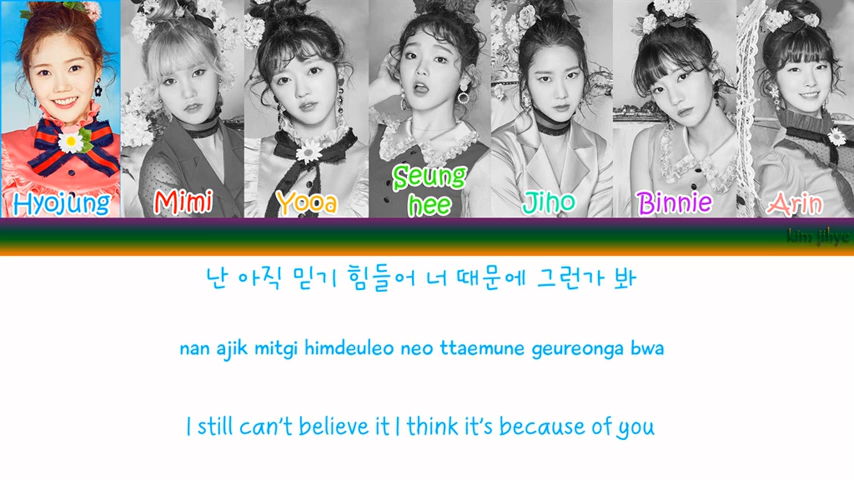 Hyojung Mimi Yooa Seung hee Jiho Binnie Arin
kim jihye
난 아직 믿기 힘들어 너 때문에 그런가 봐
nan ajik mitgi himdeuleo neo ttaemune geureonga bwa
I still can't believe it I think it's because of you